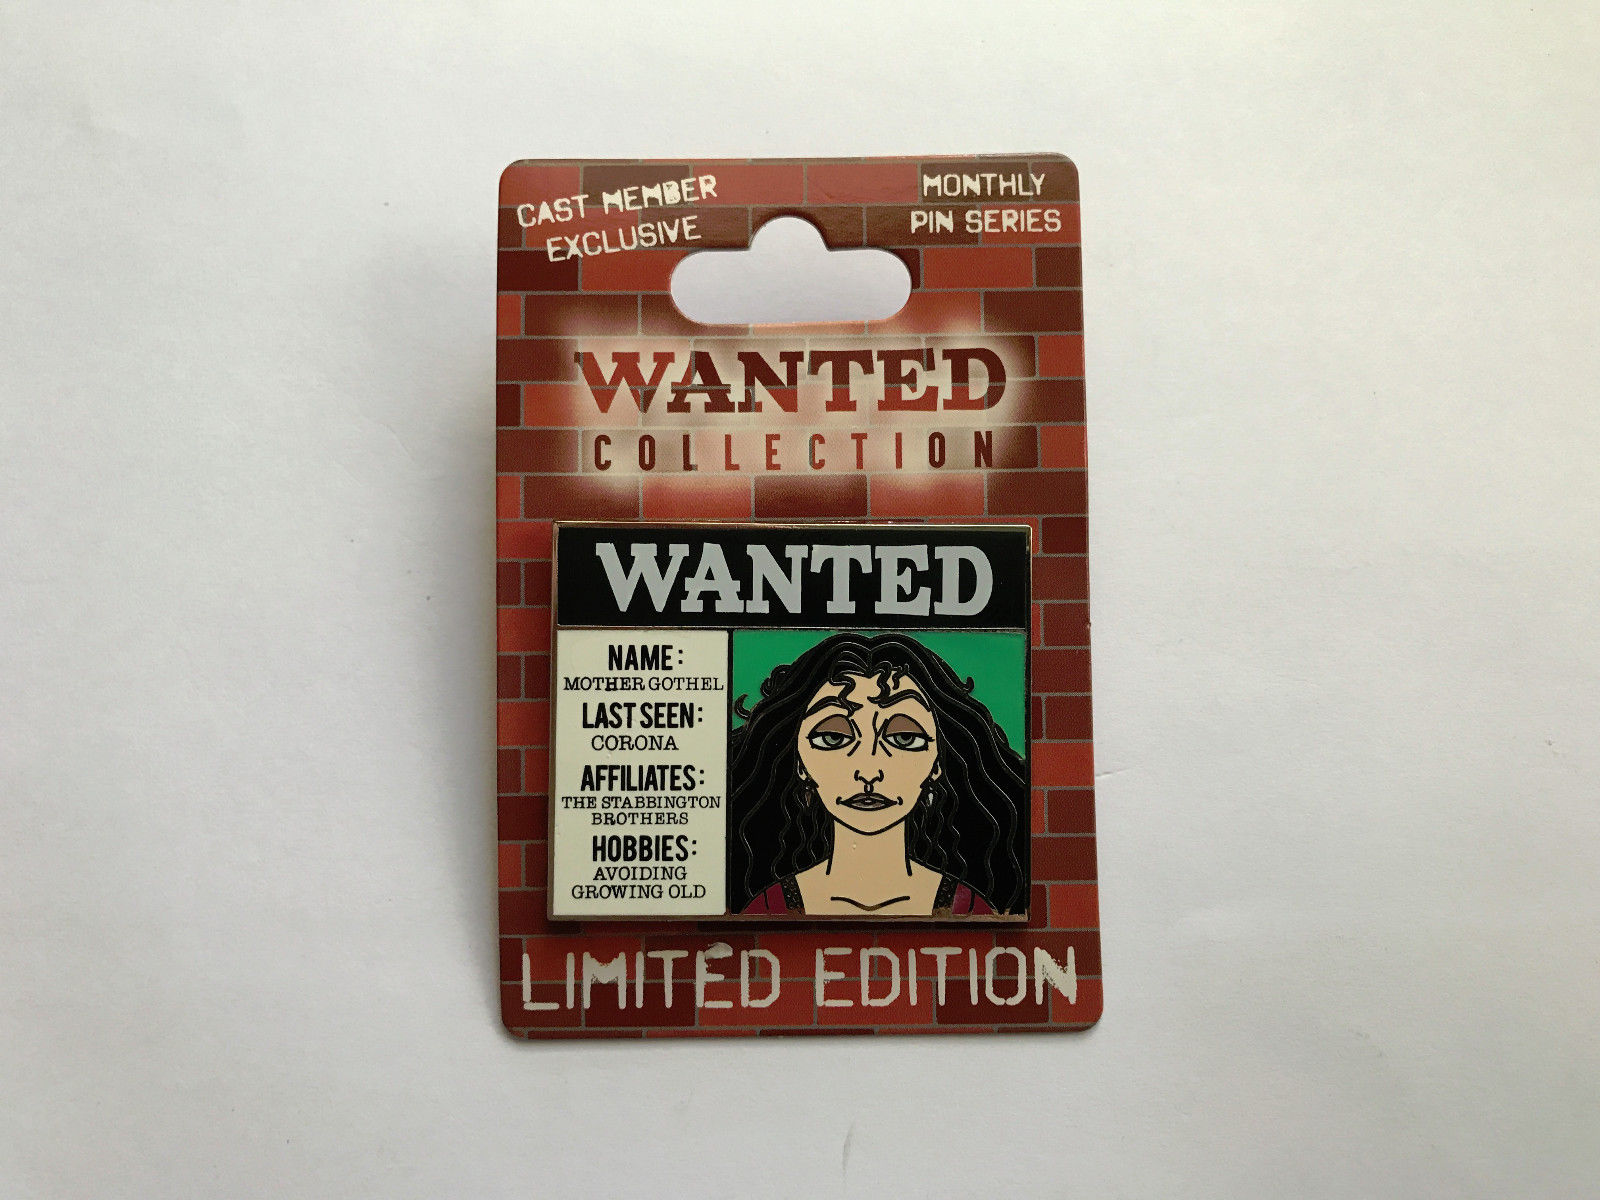 CAST MEMBER
EXCLUSIVE
MONTHLY
PIN SERIES
WANTED
COLLECTION
WANTED
NAME:
MOTHER GOTHEL
LAST SEEN:
CORONA
AFFILIATES:
THE STABBINGTON
BROTHERS
HOBBIES:
AVOIDING
GROWING OLD
LIMITED EDITION